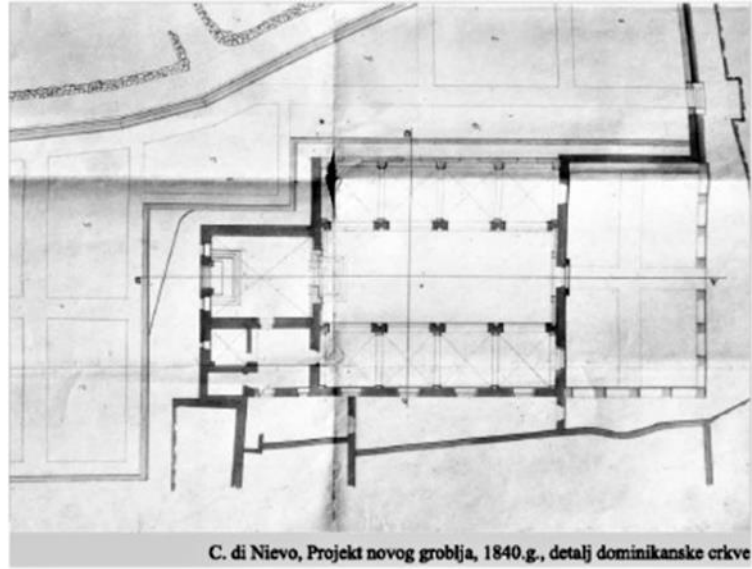 C. di Nievo, Projekt novog groblja, 1840.g., detalj dominikanske crkve